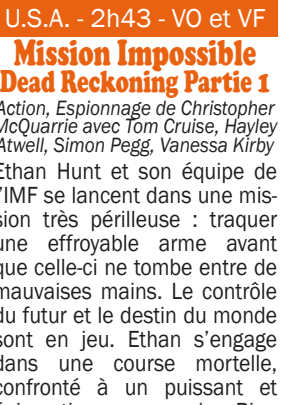 U.S.A. - 2h43 - VO et VF
Mission Impossible
Dead Reckoning Partie 1
Action, Espionnage de Christopher
McQuarrie avec Tom Cruise, Hayley
Atwell, Simon Pegg, Vanessa Kirby
Ethan Hunt et son équipe de
l'IMF se lancent dans une mis-
sion très périlleuse : traquer
une effroyable arme avant
que celle-ci ne tombe entre de
mauvaises mains. Le contrôle
du futur et le destin du monde
sont en jeu. Ethan s'engage
dans une course mortelle,
confronté à un puissant et